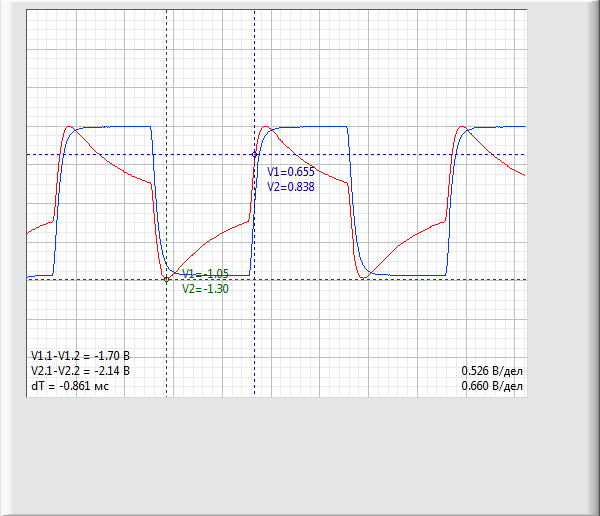 V1=0.655
V2=0.838
V1=-1.05
V2=-1.30
V1.1-V1.2 = -1.70 В
V2.1-V2.2 = -2.14 В
0.526 В/дел
dT = -0.861 мс
0.660 В/дел